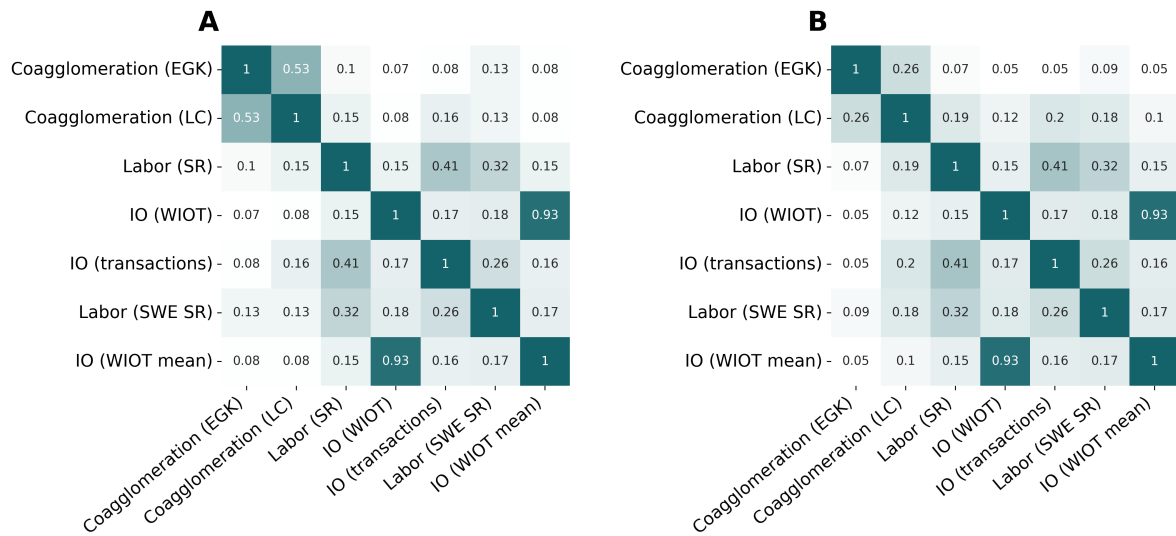 A
Coagglomeration (EGK) 1 0.53 0.1 0.07 0.08 0.13 0.08
Coagglomeration (LC) 0.53 1 0.15 0.08 0.16 0.13 0.08
Labor (SR) 0.1 0.15 1 0.15 0.41 0.32 0.15
IO (WIOT) 0.07 0.08 0.15 1 0.17 0.18 0.93
IO (transactions) 0.08 0.16 0.41 0.17 1 0.26 0.16
Labor (SWE SR) 0.13 0.13 0.32 0.18 0.26 1 0.17
IO (WIOT mean) 0.08 0.08 0.15 0.93 0.16 0.17 1
Coagglomeration (EGK)
Coagglomeration (LC)
Labor (SR)
IO (WIOT)
IO (transactions)
Labor (SWE SR)
IO (WIOT mean)
B
Coagglomeration (EGK) 1 0.26 0.07 0.05 0.05 0.09 0.05
Coagglomeration (LC) 0.26 1 0.19 0.12 0.2 0.18 0.1
Labor (SR) 0.07 0.19 1 0.15 0.41 0.32 0.15
IO (WIOT) 0.05 0.12 0.15 1 0.17 0.18 0.93
IO (transactions) 0.05 0.2 0.41 0.17 1 0.26 0.16
Labor (SWE SR) 0.09 0.18 0.32 0.18 0.26 1 0.17
IO (WIOT mean) 0.05 0.1 0.15 0.93 0.16 0.17 1
Coagglomeration (EGK)
Coagglomeration (LC)
Labor (SR)
IO (WIOT)
IO (transactions)
Labor (SWE SR)
IO (WIOT mean)